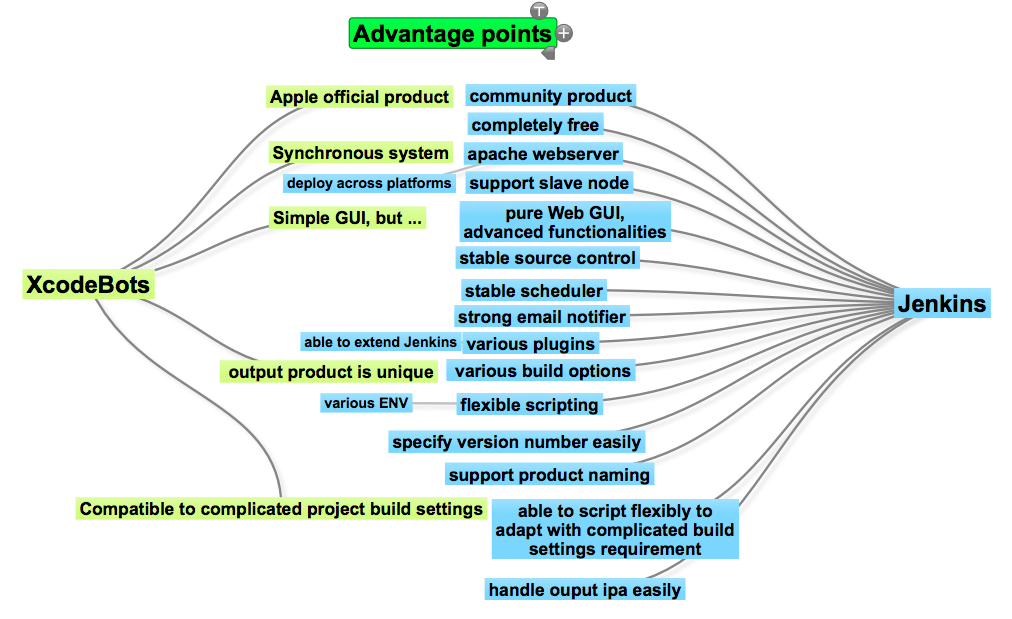 T
Advantage points
Apple official product
community product
completely free
Synchronous system
apache webserver
deploy across platforms
support slave node
Simple GUI, but ...
pure Web GUI,
advanced functionalities
stable source control
XcodeBots
stable scheduler
Jenkins
strong email notifier
able to extend Jenkins
various plugins
output product is unique
various build options
various ENV
flexible scripting
specify version number easily
support product naming
Compatible to complicated project build settings
able to script flexibly to
adapt with complicated build
settings requirement
handle ouput ipa easily